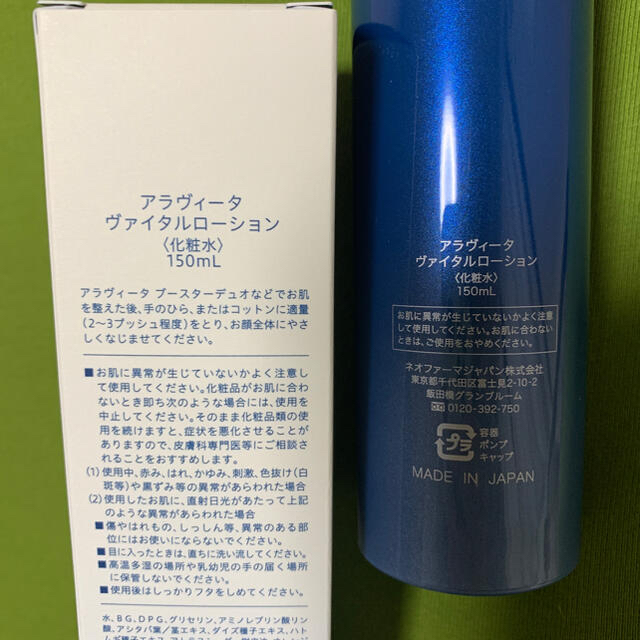 アラヴィータ
ヴァイタルローション
〈化粧水〉
150mL
アラヴィータ ブースターデュオなどでお肌
を整えた後、手のひら、またはコットンに適量
(2〜3プッシュ程度)をとり、お顔全体にやさ
しくなじませてください。
■お肌に異常が生じていないかよく注意し
て使用してください。化粧品がお肌に合わ
ないとき即ち次のような場合には、使用を
中止してください。そのまま化粧品類の使用
を続けますと、症状を悪化させることが
ありますので、皮膚科専門医等にご相談さ
れることをおすすめします。
(1)使用中、赤み、はれ、かゆみ、刺激、色抜け(白
斑等)や黒ずみ等の異常があらわれた場合
(2)使用したお肌に、直射日光があたって上記
のような異常があらわれた場合
■傷やはれもの、しっしん等、異常のある部
位にはお使いにならないでください。
■目に入ったときは、直ちに洗い流してください。
■高温多湿の場所や乳幼児の手の届く場所
に保管しないでください。
■使用後はしっかりフタをしめてください。
水、BG、DPG、グリセリン、アミノレブリン酸リン
酸、アシタバ葉/茎エキス、ダイズ種子エキス、ハト
アラヴィータ
ヴァイタルローション
〈化粧水〉
150mL
お肌に異常が生じていないかよく注意
して使用してください。お肌に合わない
ときは、ご使用をおやめください。
ネオファーマジャパン株式会社
東京都千代田区富士見2-10-2
飯田橋グランブルーム
0120-392-750
プラ
容器
ポンプ
キャップ
MADE IN JAPAN